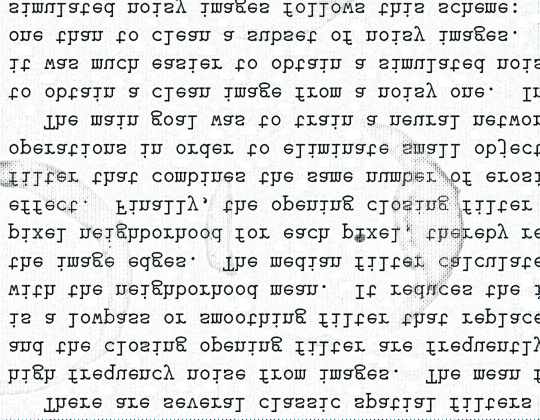 There are several classic spatial filters
high frequency noise from images. The mean f
and the closing opening filter are frequently
is a lowpass or smoothing filter that replace
with the neighborhood mean. It reduces the
the image edges. The median filter calculate
pixel neighborhood for each pixel, thereby re
effect. Finally, the opening closing filter
filter that combines the same number of erosi
operations in order to eliminate small object
The main goal was to train a neural networ
to obtain a clean image from a noisy one. In
it was much easier to obtain a simulated nois
one than to clean a subset of noisy images.
simulated noisy images follows this scheme: